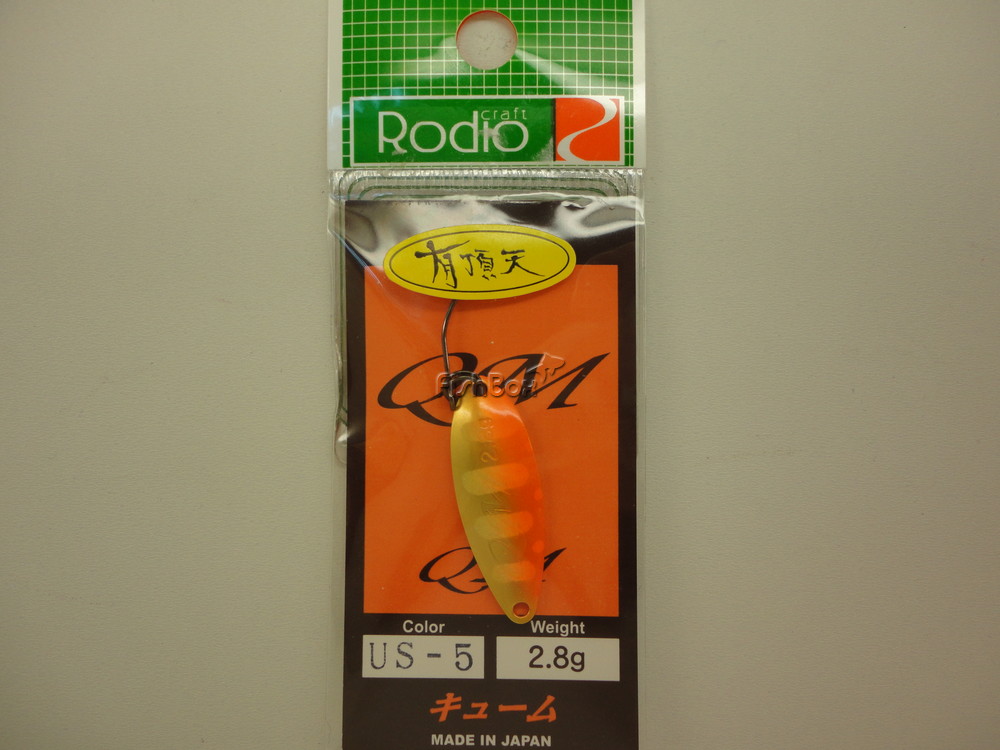 craft
Rodio
有頂天
QM
FishBox
QM
Color Weight
US-5 2.8g
キューム
MADE IN JAPAN